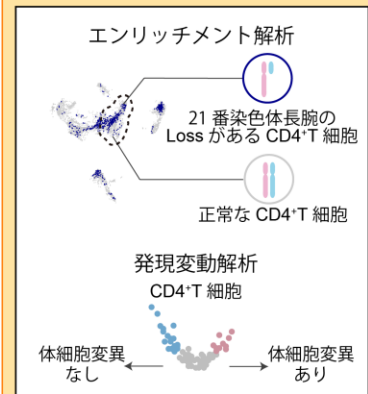 エンリッチメント解析
21 番染色体長腕の
Loss がある CD4⁺T 細胞
正常な CD4⁺T 細胞
発現変動解析
CD4⁺T 細胞
体細胞変異
なし
体細胞変異
あり